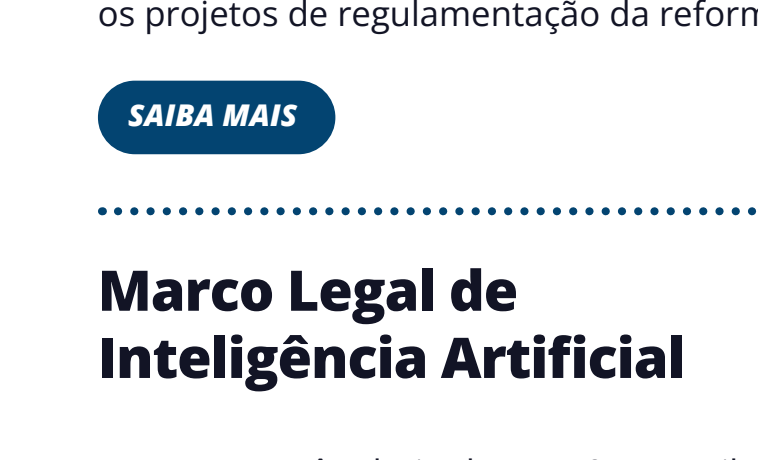 os projetos de regulamentação da reform
SAIBA MAIS
Marco Legal de
Inteligência Artificial